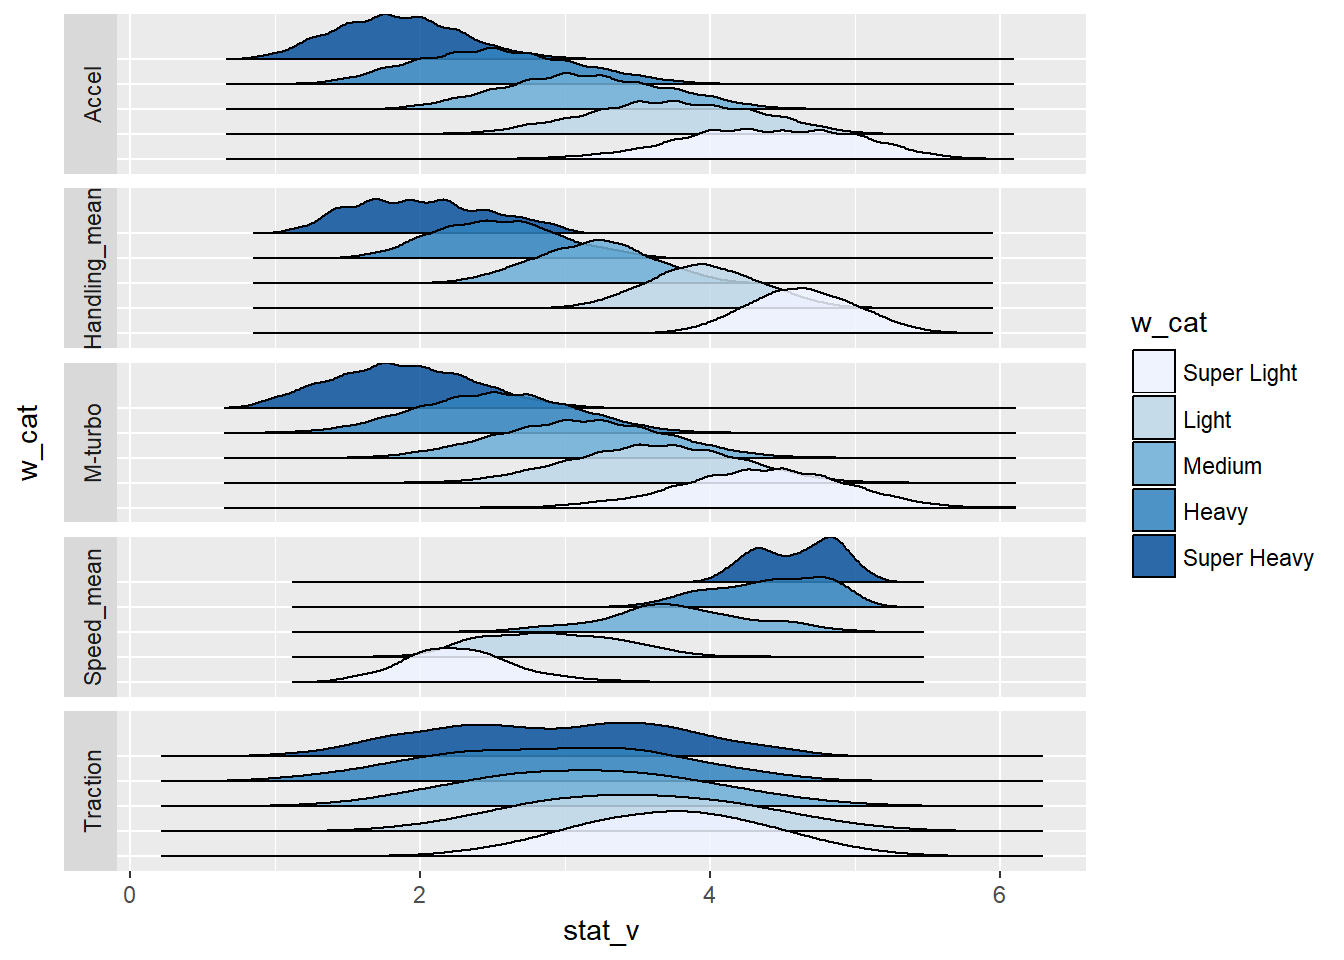 w_cat
Accel
Handling_mean
M-turbo
Speed_mean
Traction
0 2 4 6
stat_v
w_cat
Super Light
Light
Medium
Heavy
Super Heavy